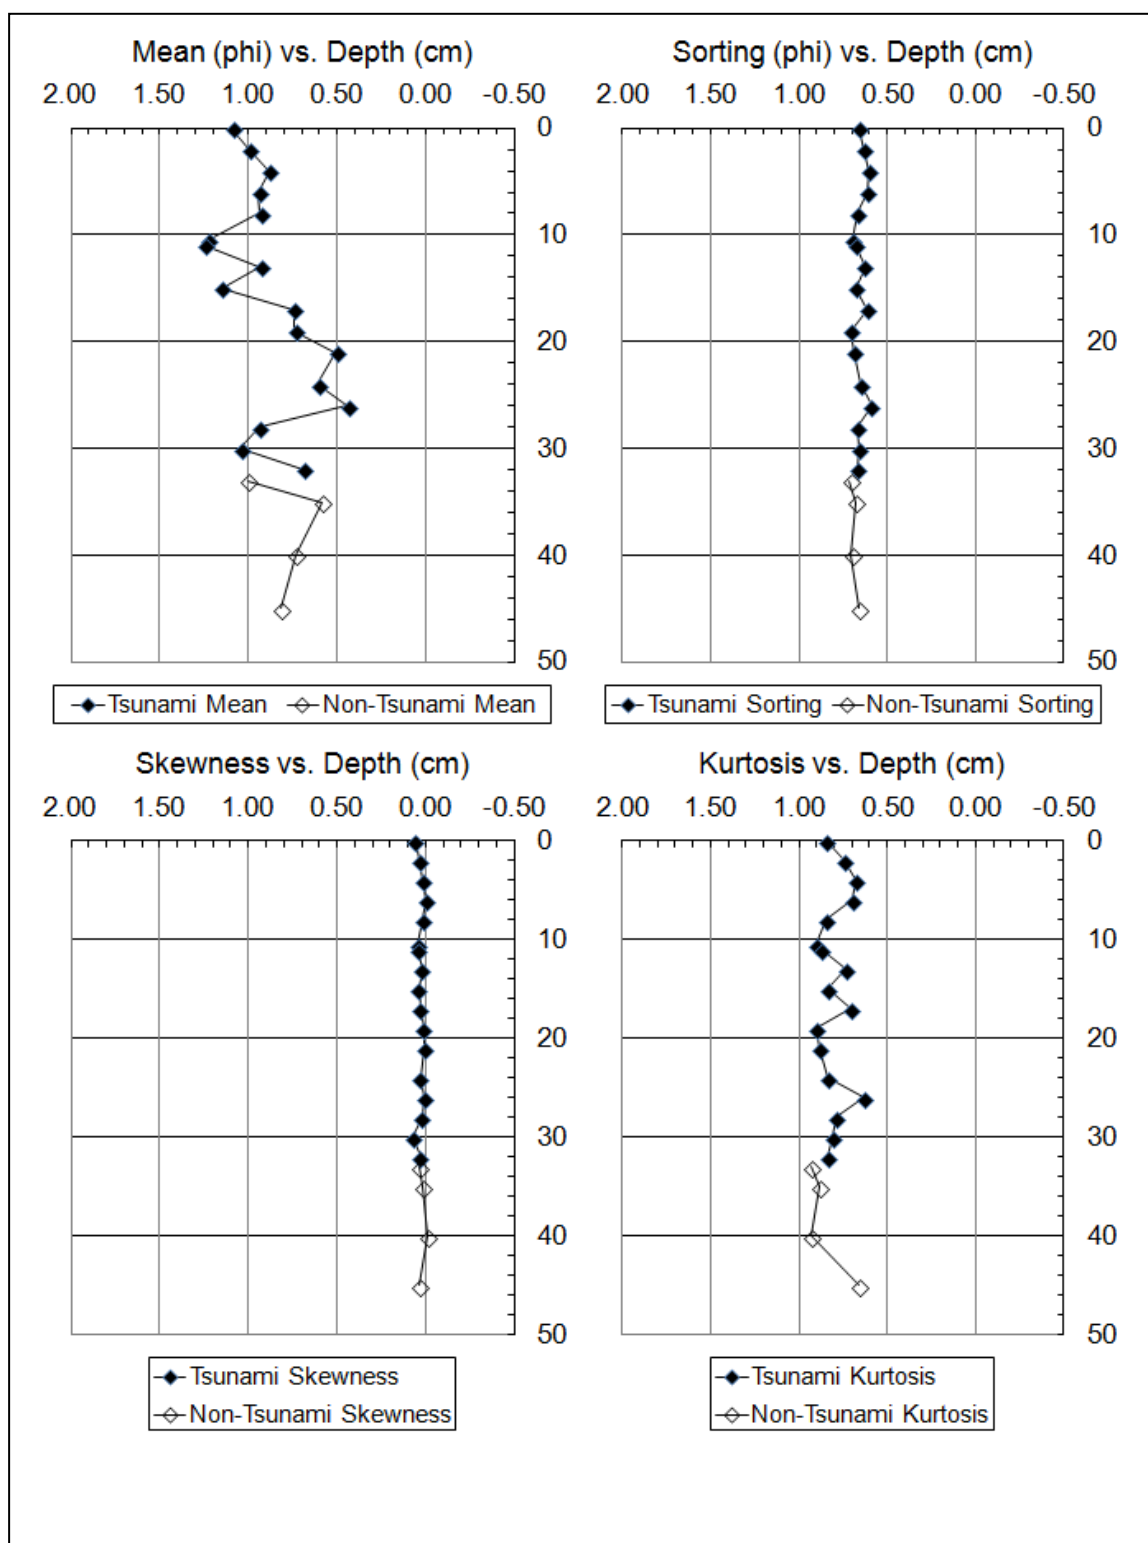 Mean (phi) vs. Depth (cm)
2.00 1.50 1.00 0.50 0.00 -0.50
0
10
20
30
40
50
Tsunami Mean Non-Tsunami Mean
Sorting (phi) vs. Depth (cm)
2.00 1.50 1.00 0.50 0.00 -0.50
0
10
20
30
40
50
Tsunami Sorting Non-Tsunami Sorting
Skewness vs. Depth (cm)
2.00 1.50 1.00 0.50 0.00 -0.50
0
10
20
30
40
50
Tsunami Skewness
Non-Tsunami Skewness
Kurtosis vs. Depth (cm)
2.00 1.50 1.00 0.50 0.00 -0.50
0
10
20
30
40
50
Tsunami Kurtosis
Non-Tsunami Kurtosis